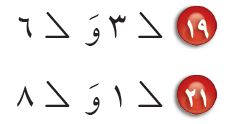 ١٩ ∠ ٣ وَ ∠ ٦
٢١ ∠ ١ وَ ∠ ٨